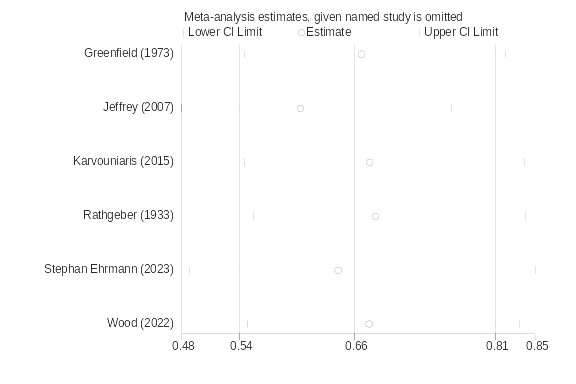 Meta-analysis estimates, given named study is omitted
Lower CI Limit Estimate Upper CI Limit
Greenfield (1973)
Jeffrey (2007)
Karvouniaris (2015)
Rathgeber (1933)
Stephan Ehrmann (2023)
Wood (2022)
0.48 0.54 0.66 0.81 0.85